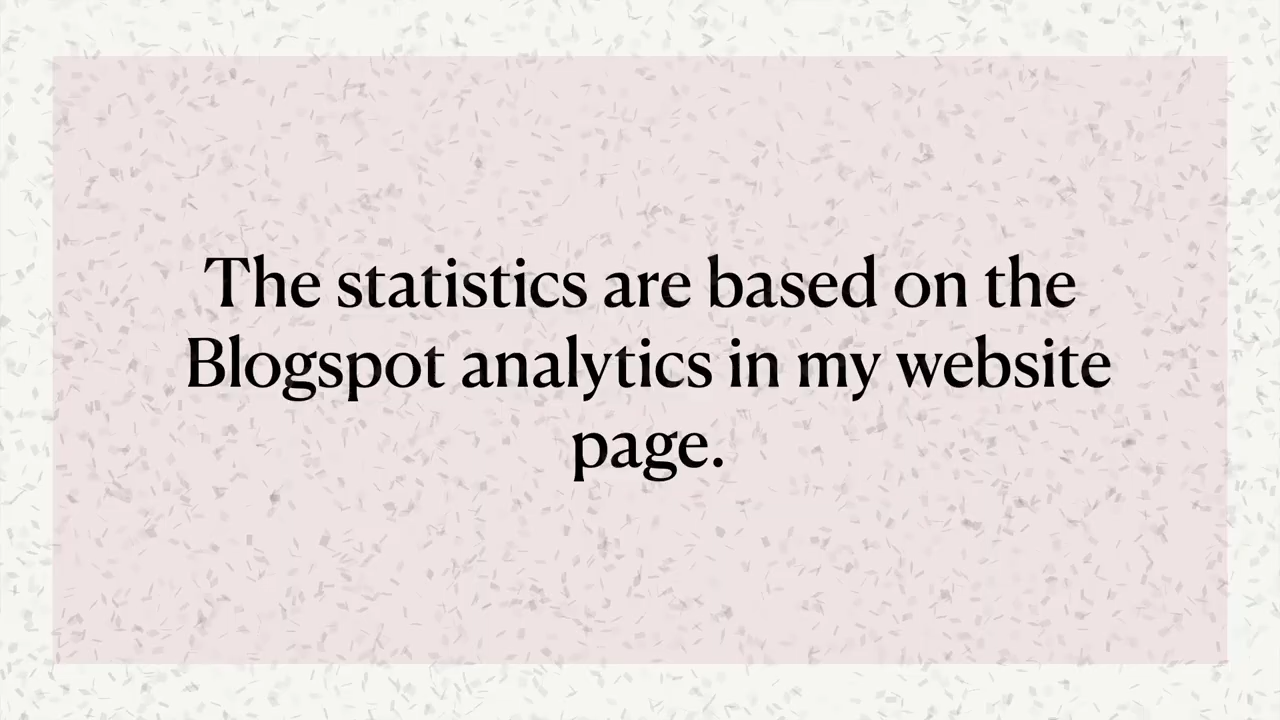 The statistics are based on the
Blogspot analytics in my website
page.